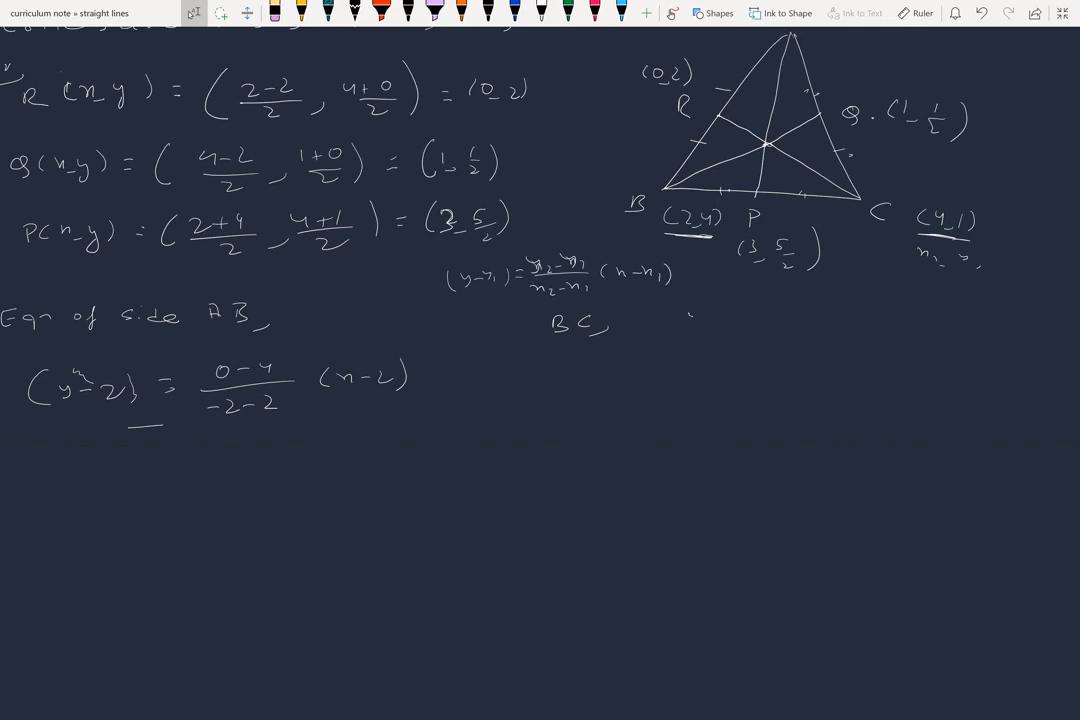 curriculum note » straight lines
Shapes Ink to Shape Ink to Text Ruler
R (x, y) = ( 2-2 / 2 , 4+0 / 2 ) = (0, 2)
Q(x, y) = ( 4-2 / 2 , 1+0 / 2 ) = (1, 1/2)
P(x, y) = ( 2+4 / 2 , 4+1 / 2 ) = (3, 5/2)
(0, 2)
R
Q . (1, 1/2)
B (2, 4) P C (4, 1)
(3, 5/2)
(y-y1) = y2-y1 / x2-x1 (x-x1)
BC,
Eqn of side AB,
(y-2) = 0-4 / -2-2 (x-2)